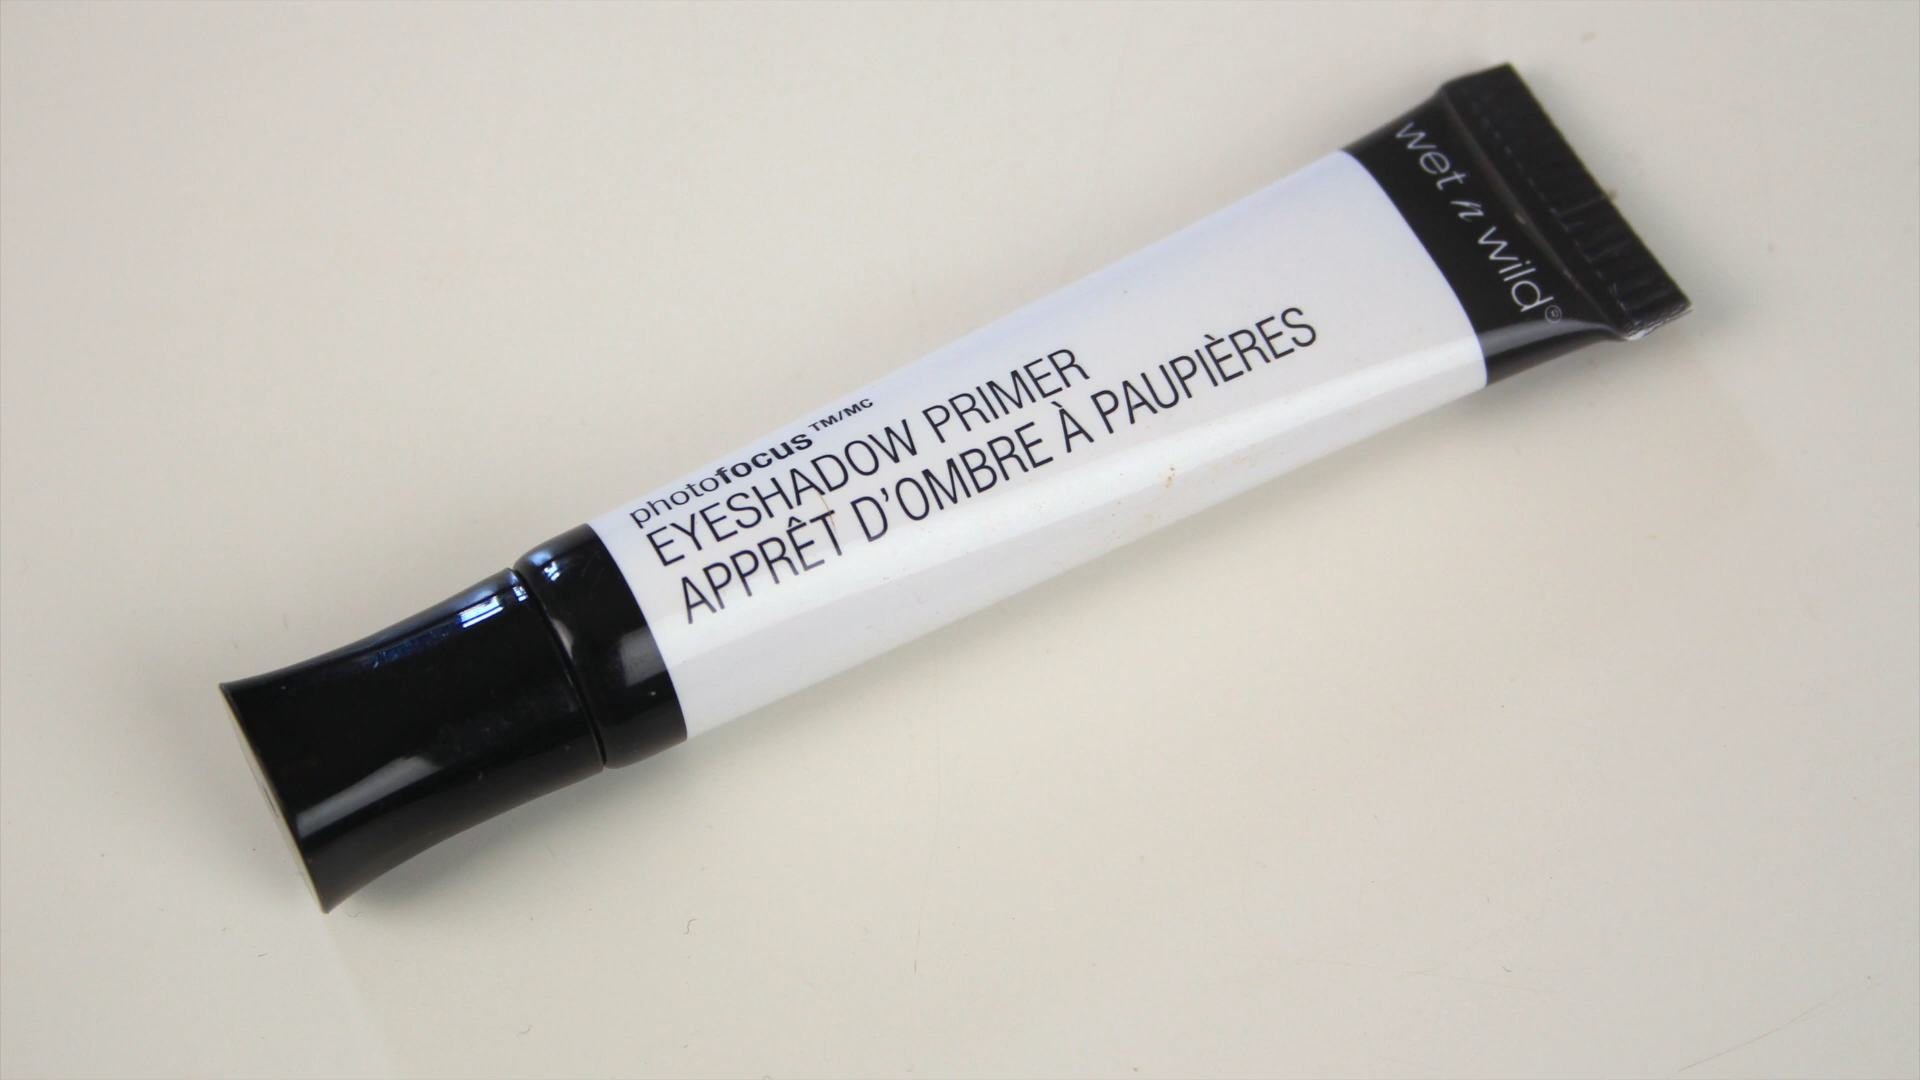 photofocus™/MC
EYESHADOW PRIMER
APPRÊT D'OMBRE À PAUPIÈRES
wet n wild®